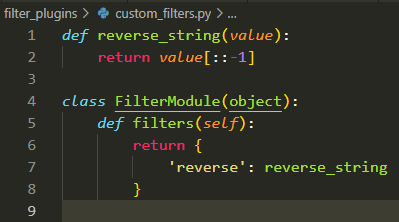 filter_plugins > custom_filters.py > ...
1 def reverse_string(value):
2     return value[::-1]
3
4 class FilterModule(object):
5     def filters(self):
6         return {
7             'reverse': reverse_string
8         }
9